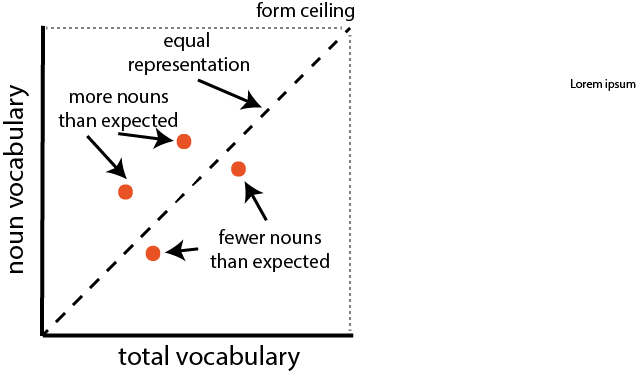 form ceiling
equal
representation
more nouns
than expected
Lorem ipsum
noun vocabulary
fewer nouns
than expected
total vocabulary